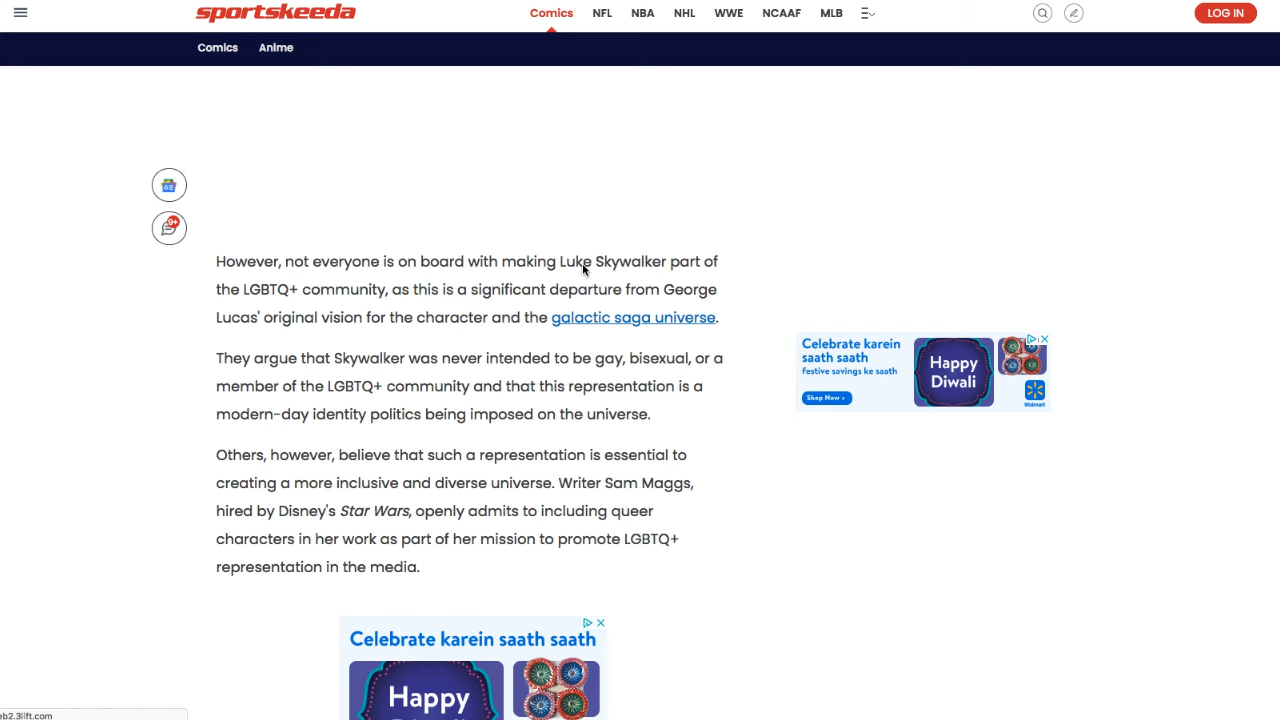 sportskeeda
Comics NFL NBA NHL WWE NCAAF MLB
LOG IN
Comics Anime
9+
GE
However, not everyone is on board with making Luke Skywalker part of
the LGBTQ+ community, as this is a significant departure from George
Lucas' original vision for the character and the galactic saga universe.
They argue that Skywalker was never intended to be gay, bisexual, or a
member of the LGBTQ+ community and that this representation is a
modern-day identity politics being imposed on the universe.
Others, however, believe that such a representation is essential to
creating a more inclusive and diverse universe. Writer Sam Maggs,
hired by Disney's Star Wars, openly admits to including queer
characters in her work as part of her mission to promote LGBTQ+
representation in the media.
Celebrate karein
saath saath
festive savings ke saath
Shop Now >
Happy
Diwali
Walmart
Celebrate karein saath saath
Happy
eb2.3lift.com